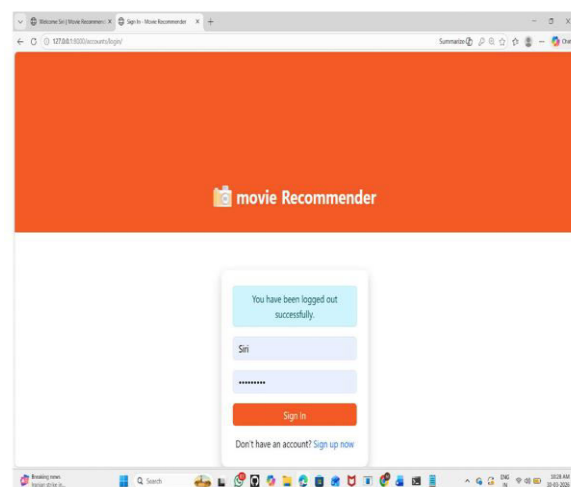 Welcome Siri | Movie Recommend
Sign In - Movie Recommender
127.0.0.1:8000/accounts/login/
Summarize
movie Recommender
You have been logged out
successfully.
Siri
•••••••••
Sign In
Don't have an account? Sign up now
Breaking news
Search
ENG
IN
10:28 AM